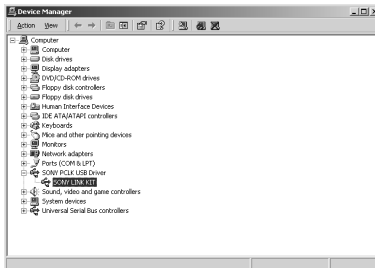 Device Manager
Action View
Computer
Computer
Disk drives
Display adapters
DVD/CD-ROM drives
Floppy disk controllers
Floppy disk drives
Human Interface Devices
IDE ATA/ATAPI controllers
Keyboards
Mice and other pointing devices
Monitors
Network adapters
Ports (COM & LPT)
SONY PCLK USB Driver
SONY LINK KIT
Sound, video and game controllers
System devices
Universal Serial Bus controllers